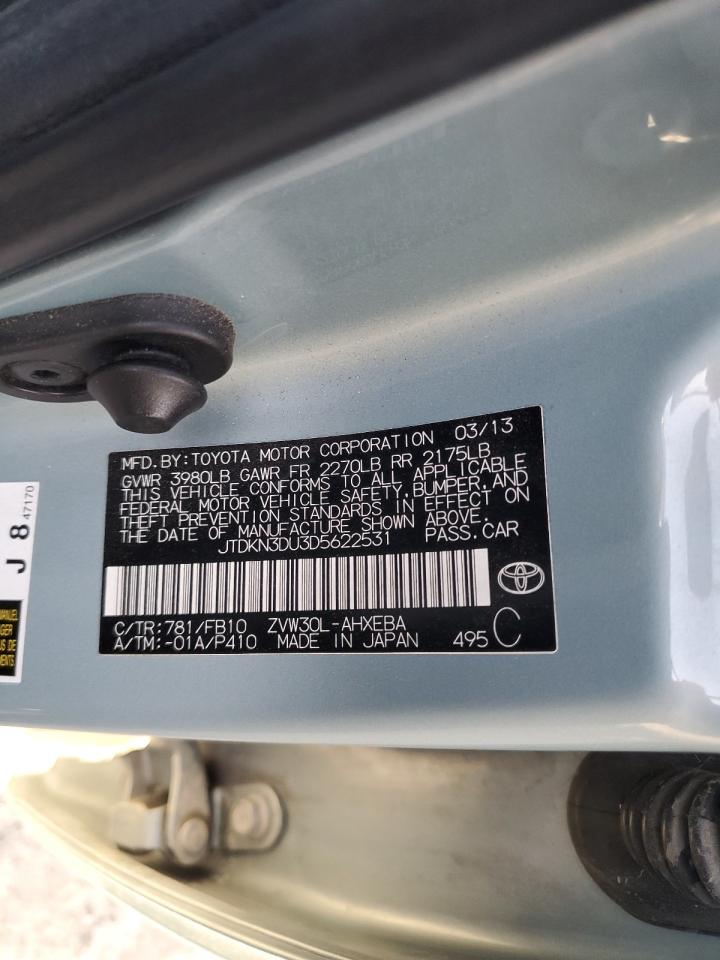 MFD. BY: TOYOTA MOTOR CORPORATION 03/13
GVWR 3980LB GAWR FR 2270LB RR 2175LB
THIS VEHICLE CONFORMS TO ALL APPLICABLE
FEDERAL MOTOR VEHICLE SAFETY, BUMPER, AND
THEFT PREVENTION STANDARDS IN EFFECT ON
THE DATE OF MANUFACTURE SHOWN ABOVE.
JTDKN3DU3D5622531 PASS. CAR
C/TR: 781/FB10 ZVW30L-AHXEBA
A/TM: -01A/P410 MADE IN JAPAN 495 C
J 8
47170
MANUEL